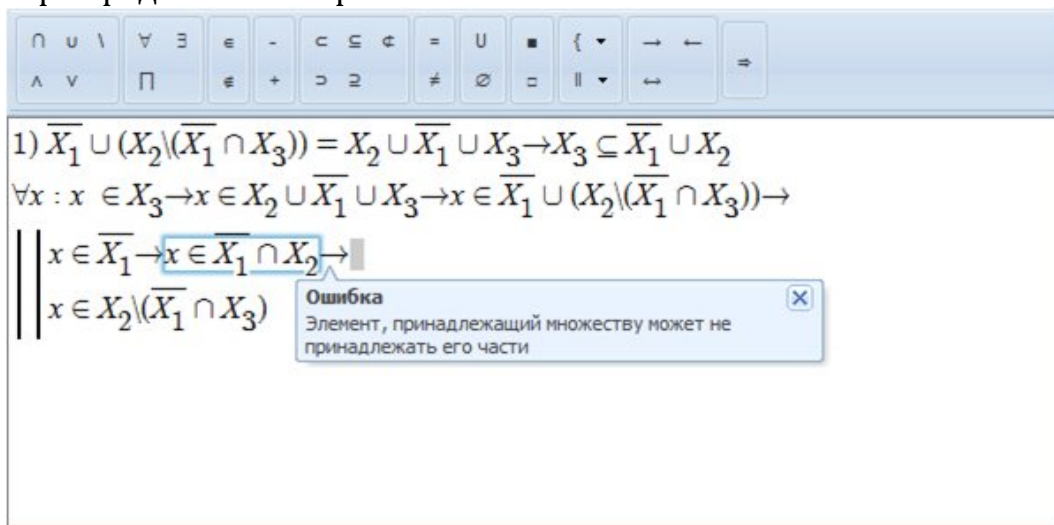 ∩ ∪ \ ∀ ∃ ∈ - ⊂ ⊆ ⊄ = U ■ { ▾ → ←
∧ ∨ ∏ ∉ + ⊃ ⊇ ≠ ∅ □ ‖ ▾ ↔ ⇒
1) X̅₁ ∪ (X₂\(X̅₁ ∩ X₃)) = X₂ ∪ X̅₁ ∪ X₃→X₃ ⊆ X̅₁ ∪ X₂
∀x : x ∈ X₃→x ∈ X₂ ∪ X̅₁ ∪ X₃→x ∈ X̅₁ ∪ (X₂\(X̅₁ ∩ X₃))→
x ∈ X̅₁→x ∈ X̅₁ ∩ X₂→
x ∈ X₂\(X̅₁ ∩ X₃)
Ошибка
Элемент, принадлежащий множеству может не
принадлежать его части